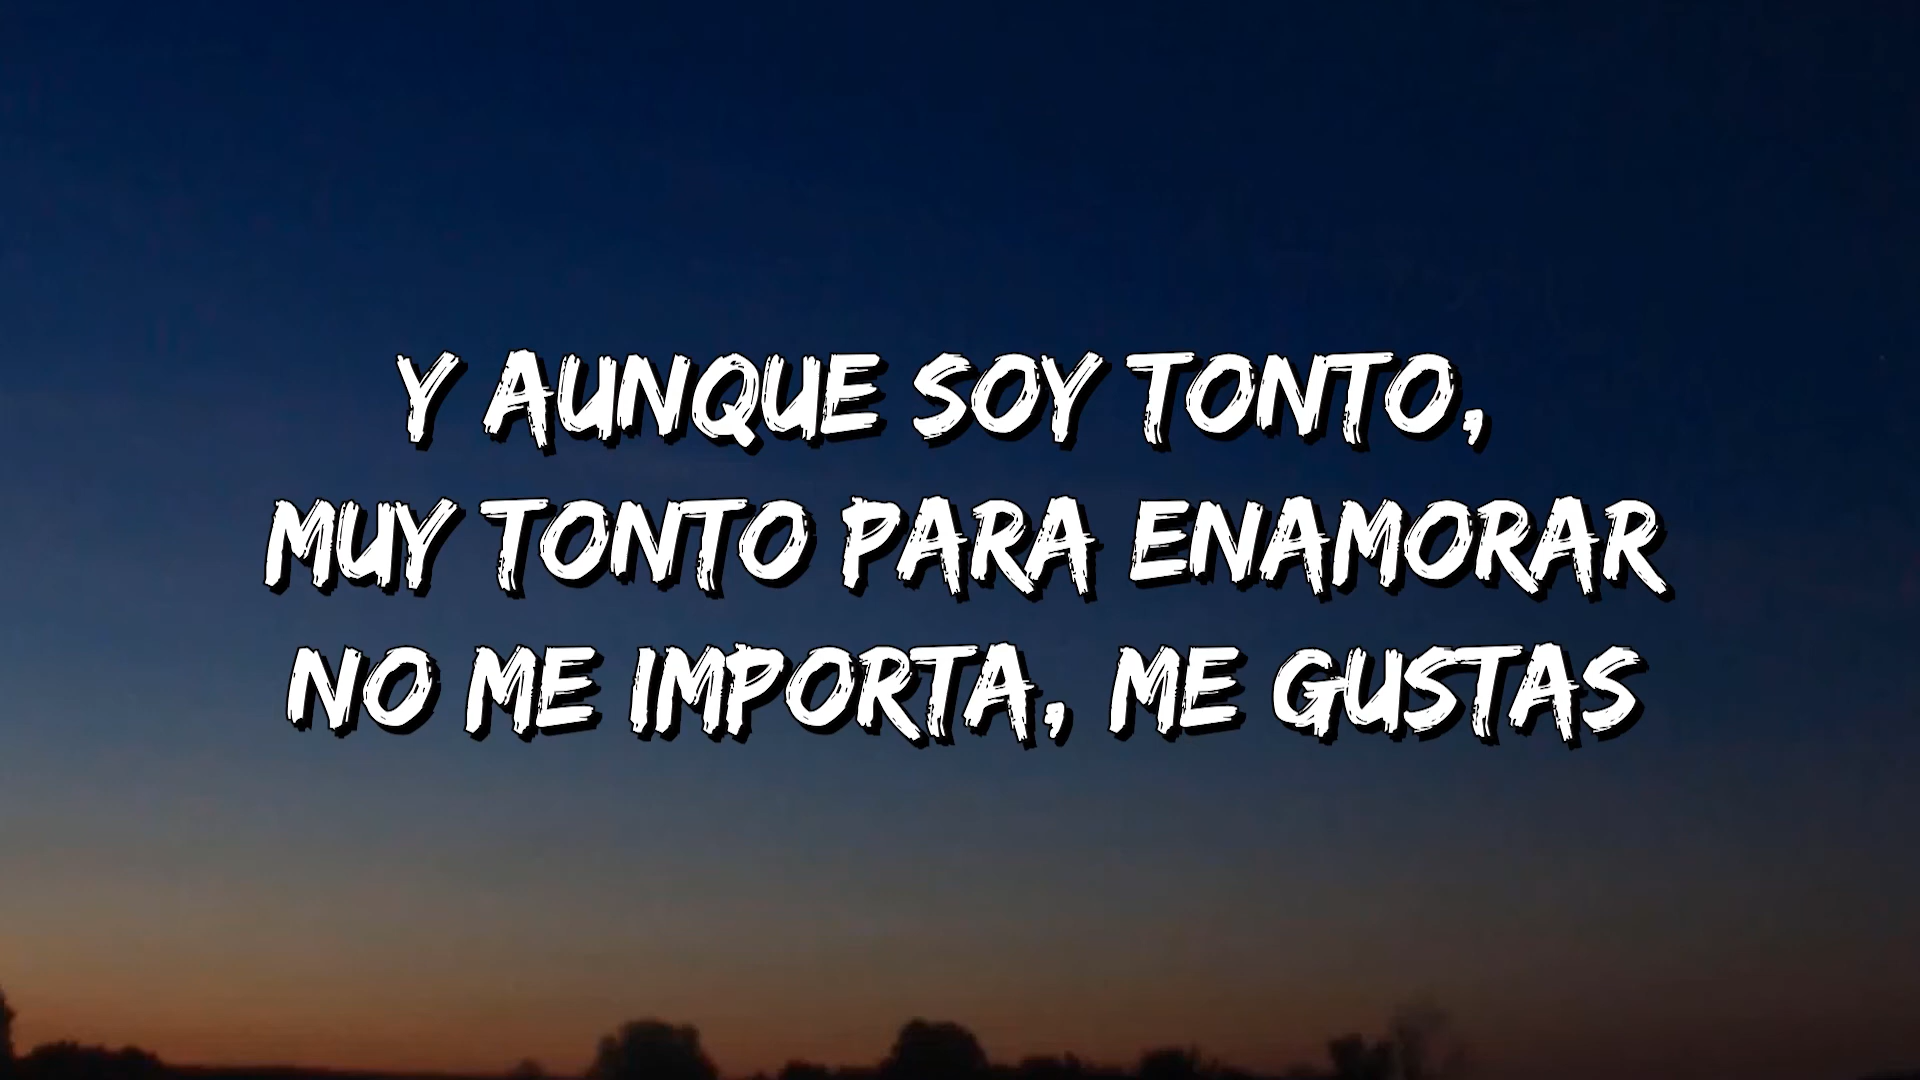 Y AUNQUE SOY TONTO,
MUY TONTO PARA ENAMORAR
NO ME IMPORTA, ME GUSTAS